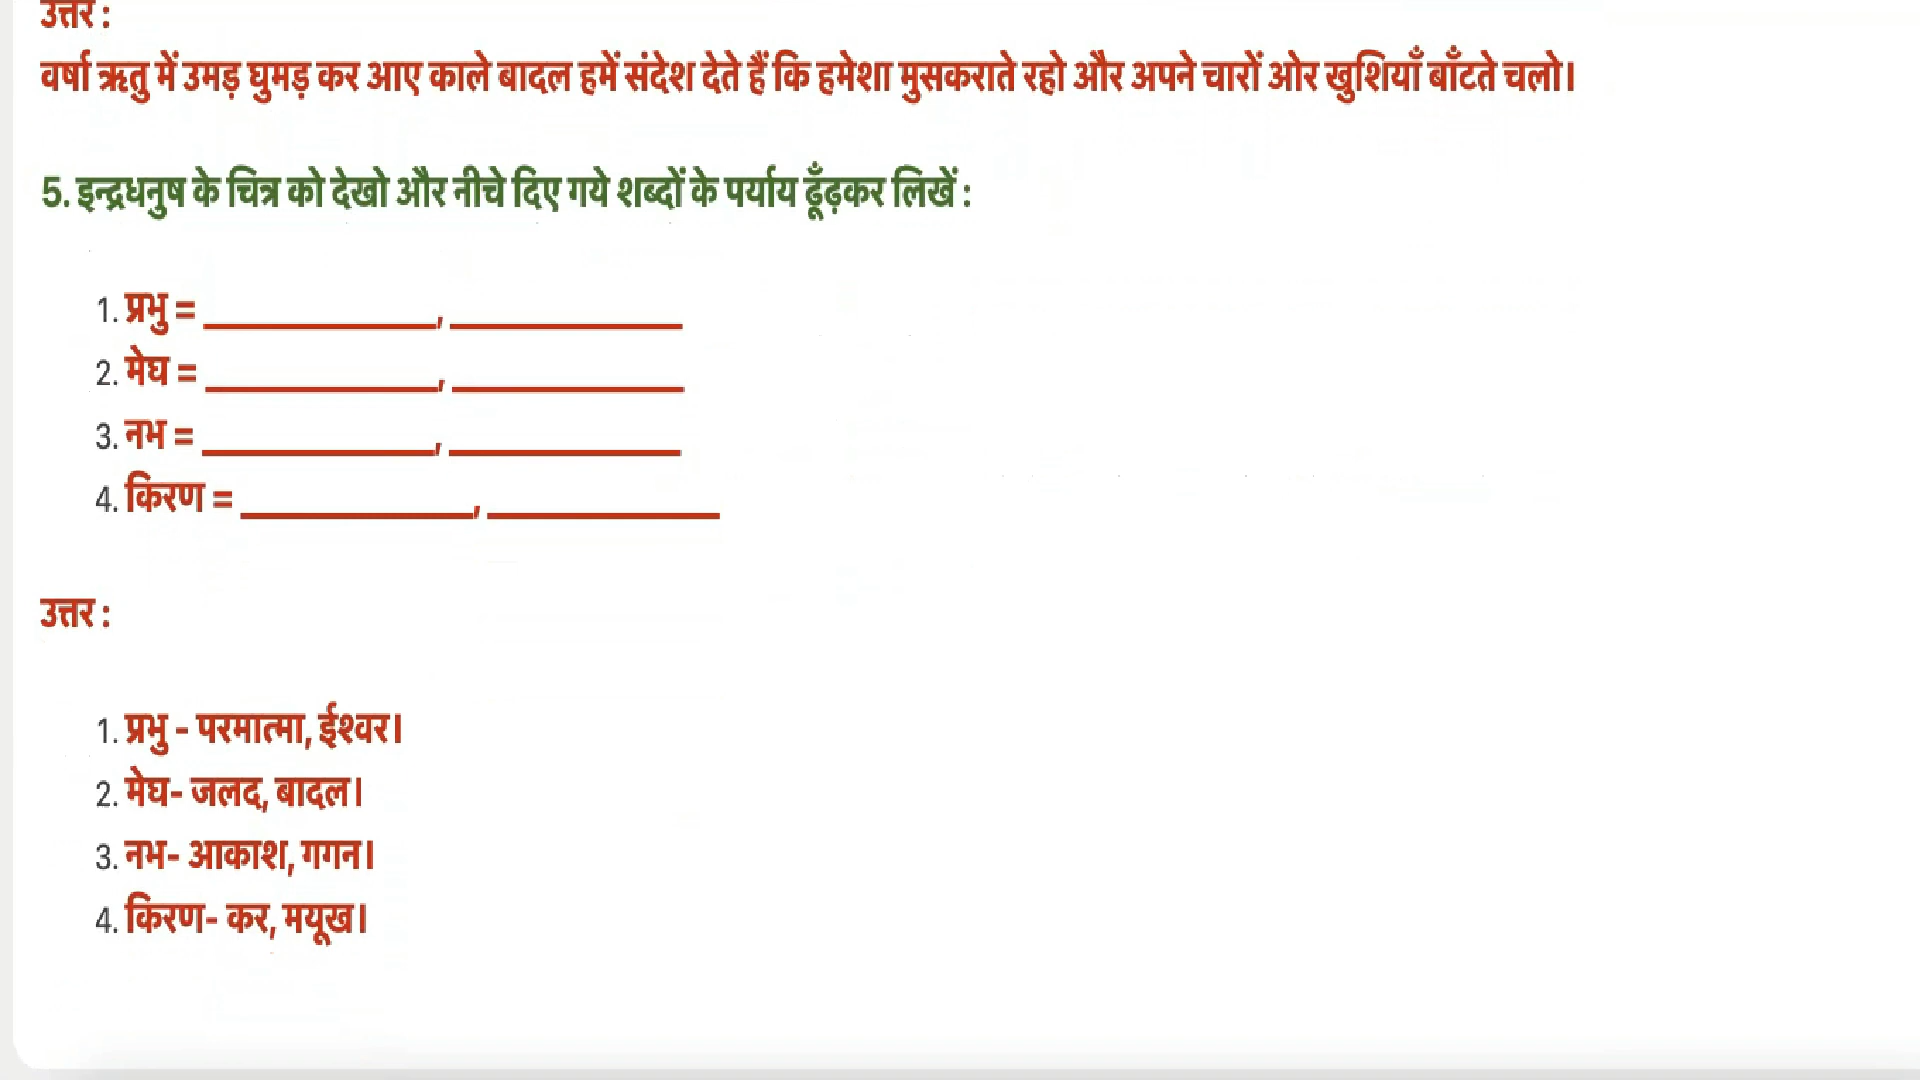 उत्तर :
वर्षा ऋतु में उमड़ घुमड़ कर आए काले बादल हमें संदेश देते हैं कि हमेशा मुसकराते रहो और अपने चारों ओर खुशियाँ बाँटते चलो।
5. इन्द्रधनुष के चित्र को देखो और नीचे दिए गये शब्दों के पर्याय ढूँढ़कर लिखें :
1. प्रभु = ____________, ____________
2. मेघ = ____________, ____________
3. नभ = ____________, ____________
4. किरण = ____________, ____________
उत्तर :
1. प्रभु - परमात्मा, ईश्वर।
2. मेघ- जलद, बादल।
3. नभ- आकाश, गगन।
4. किरण- कर, मयूख।